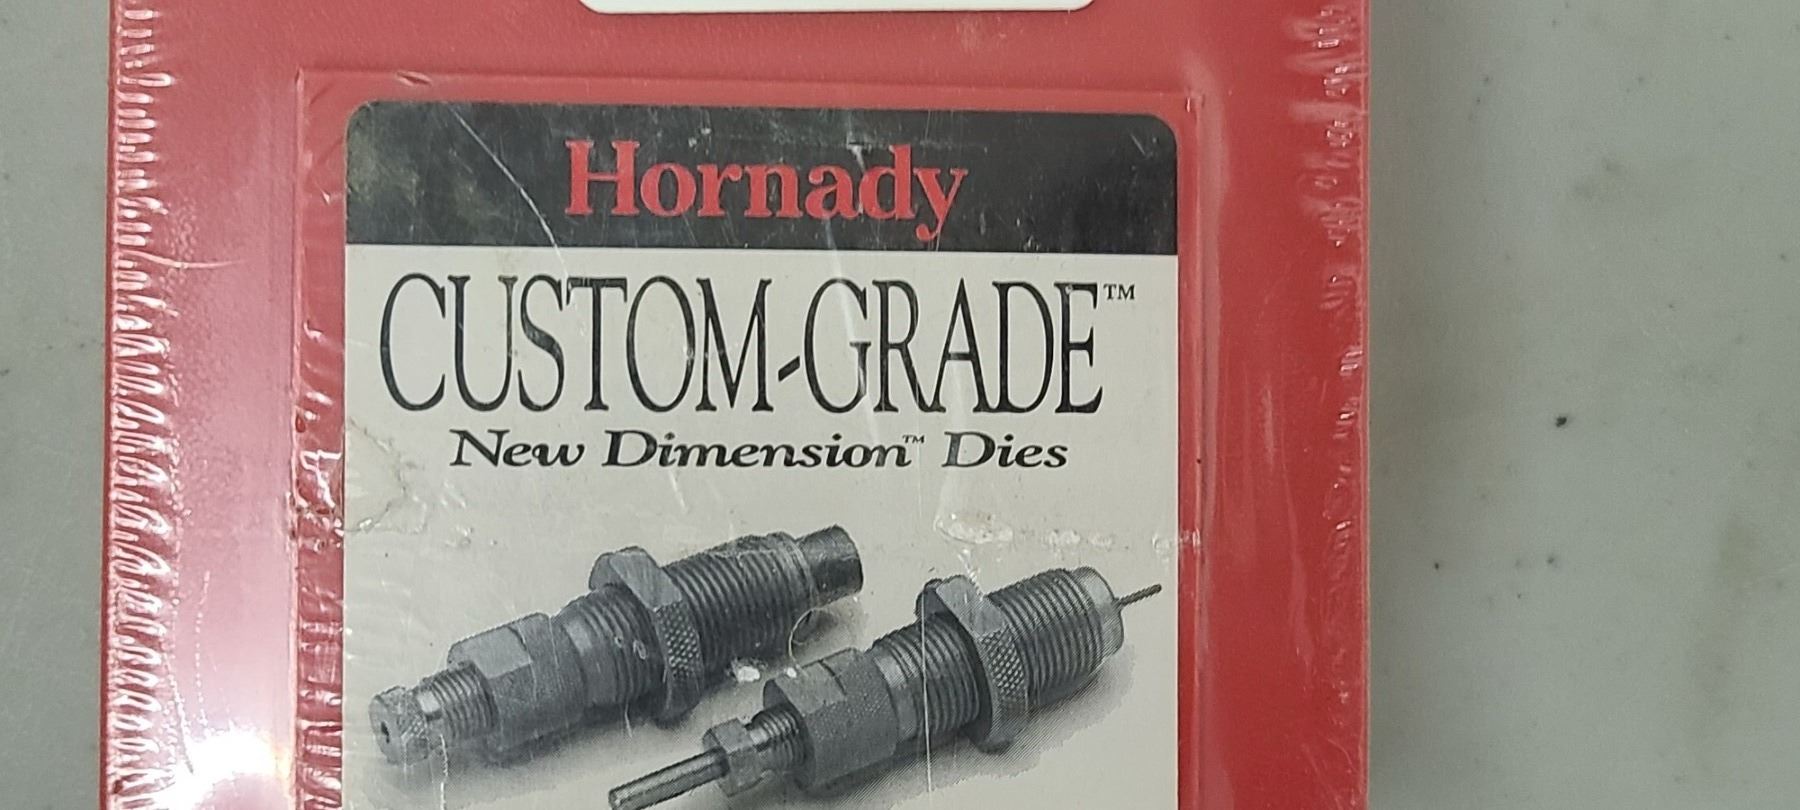 Hornady
CUSTOM-GRADE™
New Dimension™ Dies